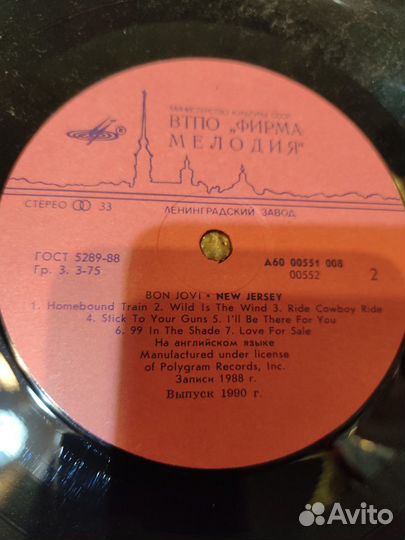 МИНИСТЕРСТВО КУЛЬТУРЫ СССР
ВТПО „ФИРМА
МЕЛОДИЯ"
®
СТЕРЕО 33
ЛЕНИНГРАДСКИЙ ЗАВОД
ГОСТ 5289-88
Гр. 3. 3-75
А60 00551 008
00552
2
BON JOVI • NEW JERSEY
1. Homebound Train 2. Wild Is The Wind 3. Ride Cowboy Ride
4. Stick To Your Guns 5. I'll Be There For You
6. 99 In The Shade 7. Love For Sale
На английском языке
Manufactured under license
of Polygram Records, Inc.
Записи 1988 г.
Выпуск 1990 г.
Avito